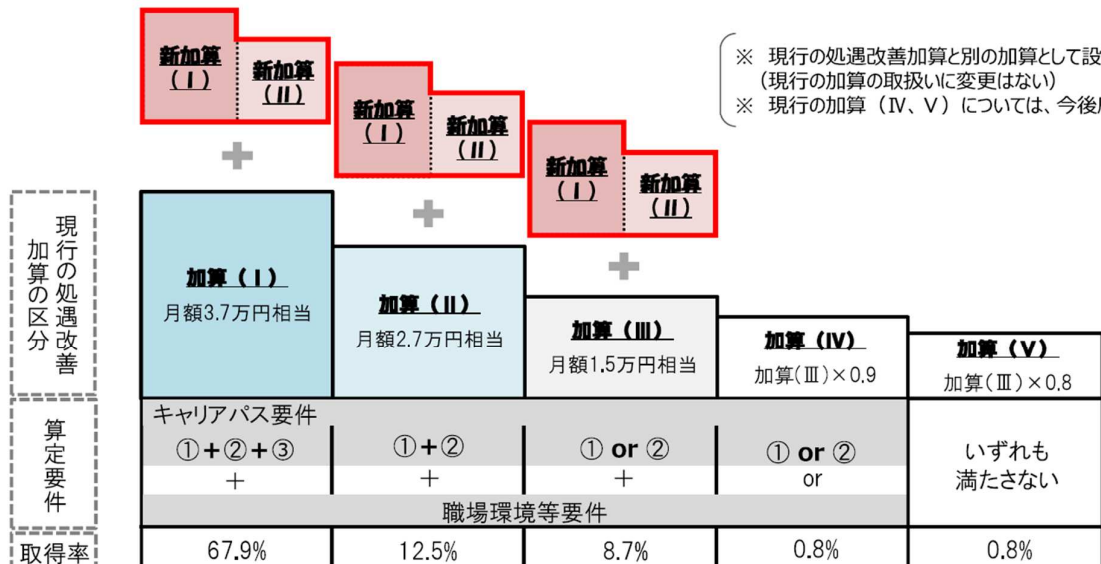 新加算
(Ⅰ)
新加算
(Ⅱ)
新加算
(Ⅰ)
新加算
(Ⅱ)
新加算
(Ⅰ)
新加算
(Ⅱ)
※ 現行の処遇改善加算と別の加算として設
(現行の加算の取扱いに変更はない)
※ 現行の加算(Ⅳ、Ⅴ)については、今後
+
+
+
現行の処遇改善
加算の区分
加算(Ⅰ)
月額3.7万円相当
加算(Ⅱ)
月額2.7万円相当
加算(Ⅲ)
月額1.5万円相当
加算(Ⅳ)
加算(Ⅲ)×0.9
加算(Ⅴ)
加算(Ⅲ)×0.8
算定要件
キャリアパス要件
①+②+③
①+②
① or ②
① or ②
+
+
+
or
いずれも
満たさない
職場環境等要件
取得率
67.9%
12.5%
8.7%
0.8%
0.8%